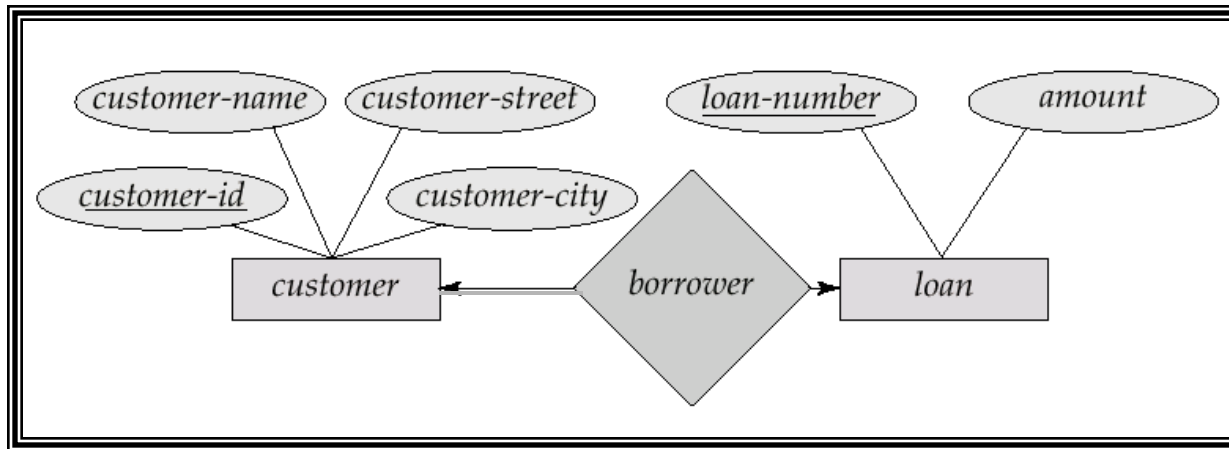 customer-name
customer-street
loan-number
amount
customer-id
customer-city
customer
borrower
loan